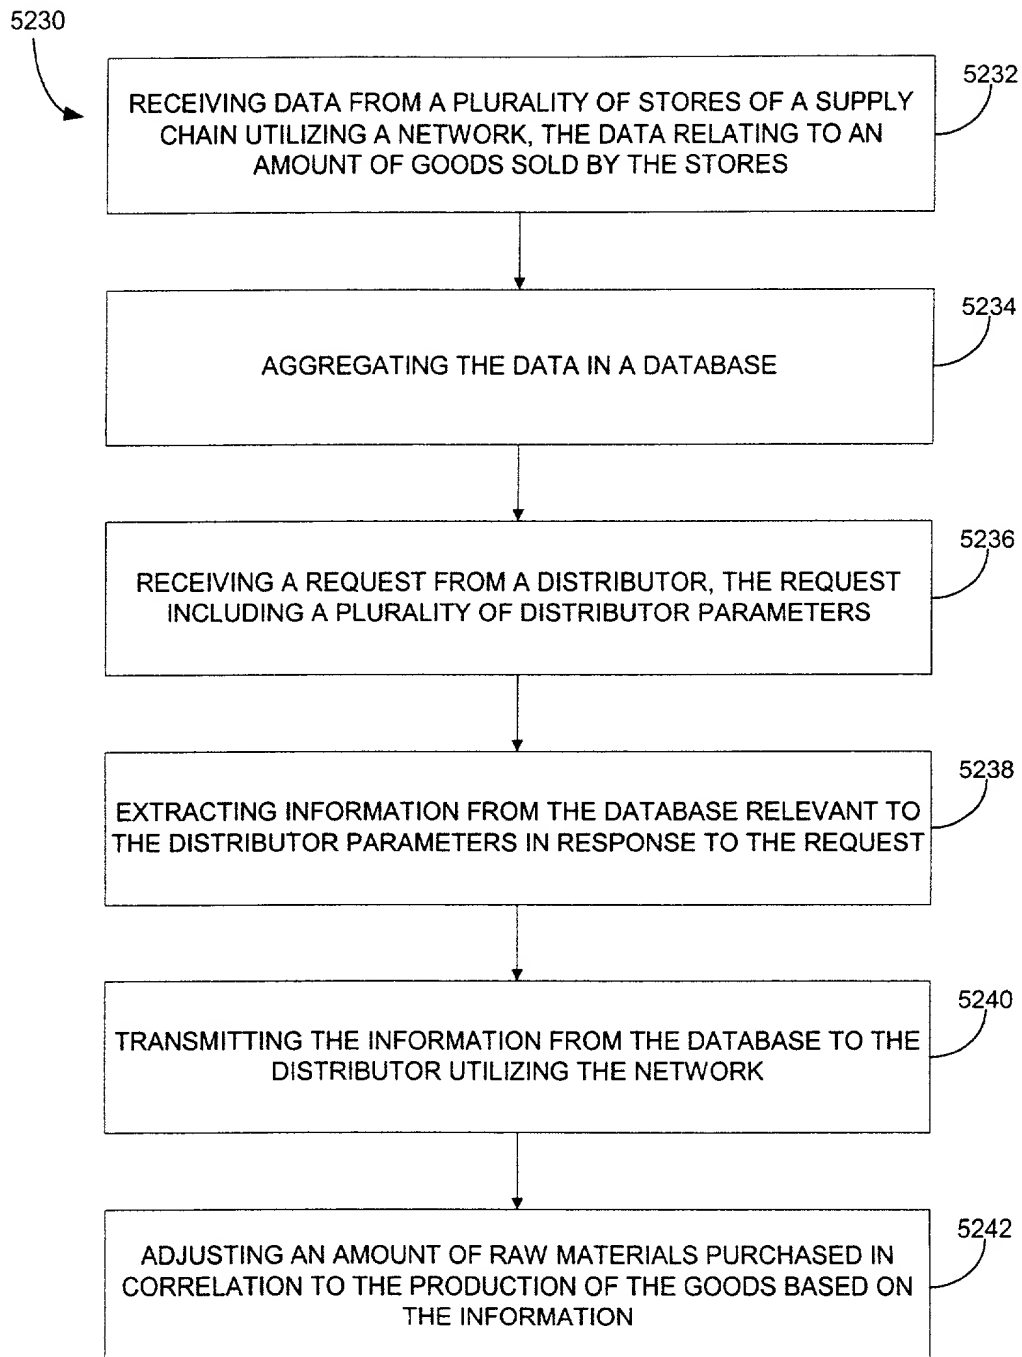 5230
5232
RECEIVING DATA FROM A PLURALITY OF STORES OF A SUPPLY
CHAIN UTILIZING A NETWORK, THE DATA RELATING TO AN
AMOUNT OF GOODS SOLD BY THE STORES
5234
AGGREGATING THE DATA IN A DATABASE
5236
RECEIVING A REQUEST FROM A DISTRIBUTOR, THE REQUEST
INCLUDING A PLURALITY OF DISTRIBUTOR PARAMETERS
5238
EXTRACTING INFORMATION FROM THE DATABASE RELEVANT TO
THE DISTRIBUTOR PARAMETERS IN RESPONSE TO THE REQUEST
5240
TRANSMITTING THE INFORMATION FROM THE DATABASE TO THE
DISTRIBUTOR UTILIZING THE NETWORK
5242
ADJUSTING AN AMOUNT OF RAW MATERIALS PURCHASED IN
CORRELATION TO THE PRODUCTION OF THE GOODS BASED ON
THE INFORMATION